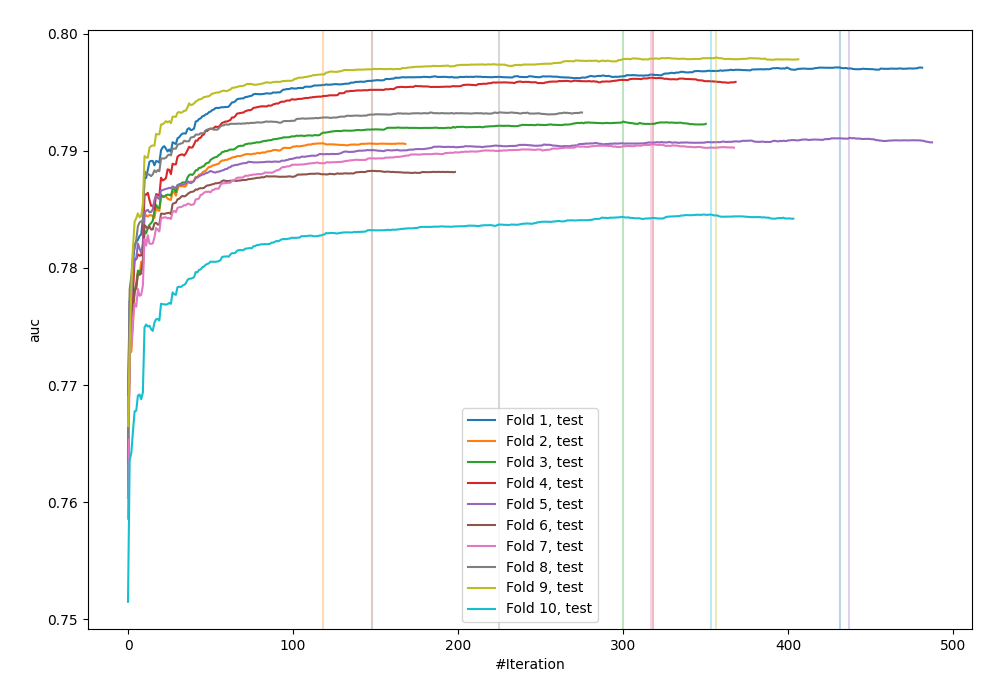 0.80
0.79
0.78
0.77
0.76
0.75
auc
0 100 200 300 400 500
#Iteration
Fold 1, test
Fold 2, test
Fold 3, test
Fold 4, test
Fold 5, test
Fold 6, test
Fold 7, test
Fold 8, test
Fold 9, test
Fold 10, test